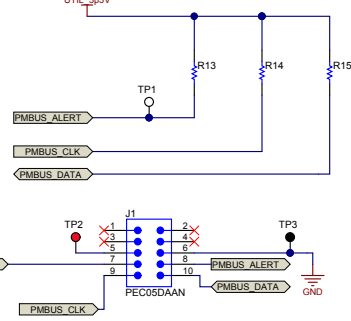 UTIL_3p3V
R13
R14
R15
TP1
PMBUS_ALERT
PMBUS_CLK
PMBUS_DATA
J1
TP2
TP3
1
2
3
4
5
6
7
8
PMBUS_ALERT
9
10
PMBUS_DATA
PEC05DAAN
GND
PMBUS_CLK